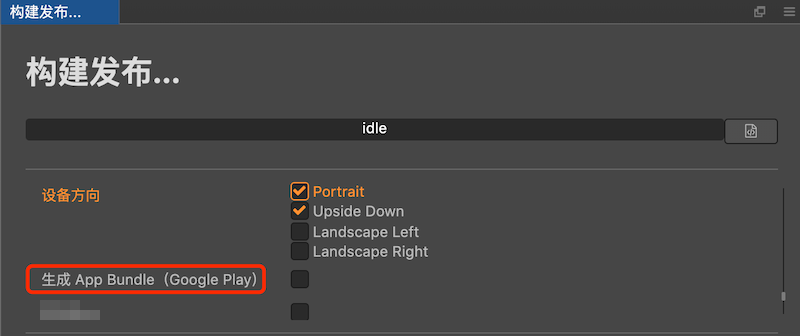 构建发布...
构建发布...
idle
设备方向
Portrait
Upside Down
Landscape Left
Landscape Right
生成 App Bundle（Google Play）